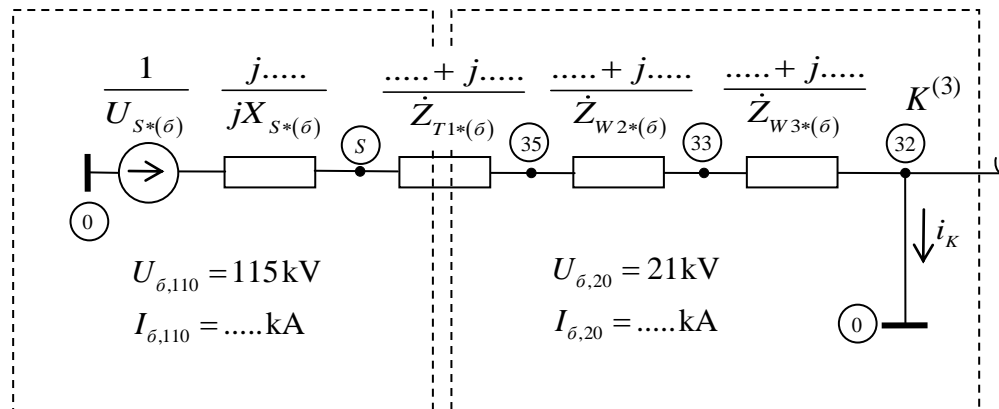 1 / U_{S*(б)}
j..... / jX_{S*(б)}
.....+ j..... / Ż_{T1*(б)}
.....+ j..... / Ż_{W2*(б)}
.....+ j..... / Ż_{W3*(б)}
K^{(3)}
S
35
33
32
0
i_K
U_{б,110} = 115kV
U_{б,20} = 21kV
I_{б,110} = .....kA
I_{б,20} = .....kA
0